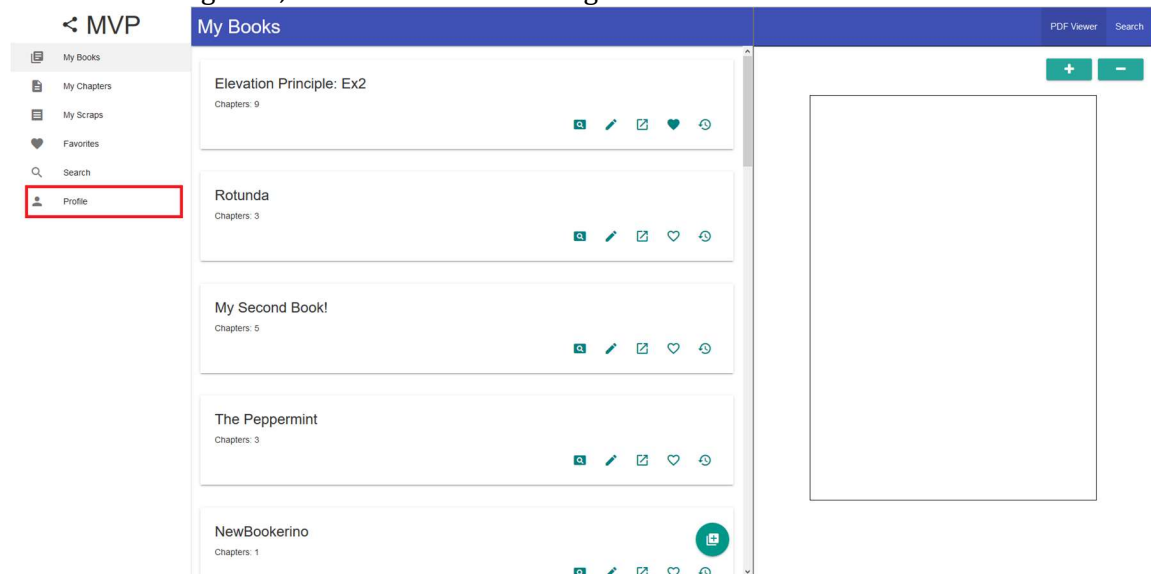 MVP
My Books
My Chapters
My Scraps
Favorites
Search
Profile
My Books
Elevation Principle: Ex2
Chapters: 9
Rotunda
Chapters: 3
My Second Book!
Chapters: 5
The Peppermint
Chapters: 3
NewBookerino
Chapters: 1
PDF Viewer Search
+ −